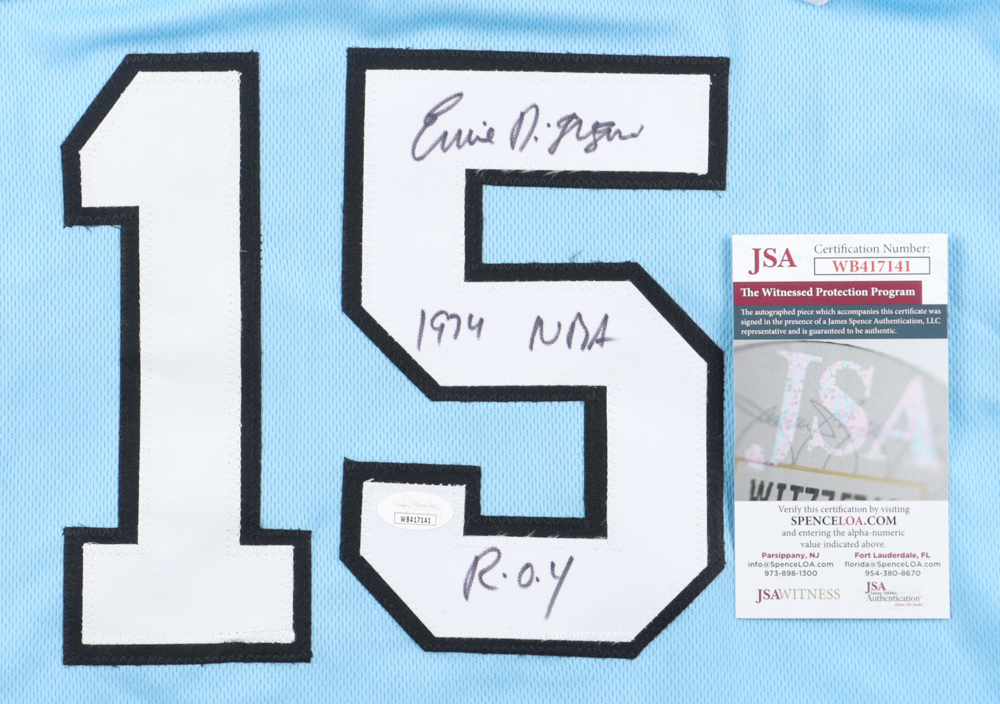 15
Ernie DiGregorio
1974 NBA
R.O.Y
WB417141
JSA
Certification Number:
WB417141
The Witnessed Protection Program
The autographed piece which accompanies this certificate was
signed in the presence of a James Spence Authentication, LLC
representative and is guaranteed to be authentic.
JSA
Verify this certification by visiting
SPENCELOA.COM
and entering the alpha-numeric
value indicated above.
Parsippany, NJ
info@SpenceLOA.com
973-898-1300
Fort Lauderdale, FL
florida@SpenceLOA.com
954-380-8670
JSAWITNESS
JSA
Authentication